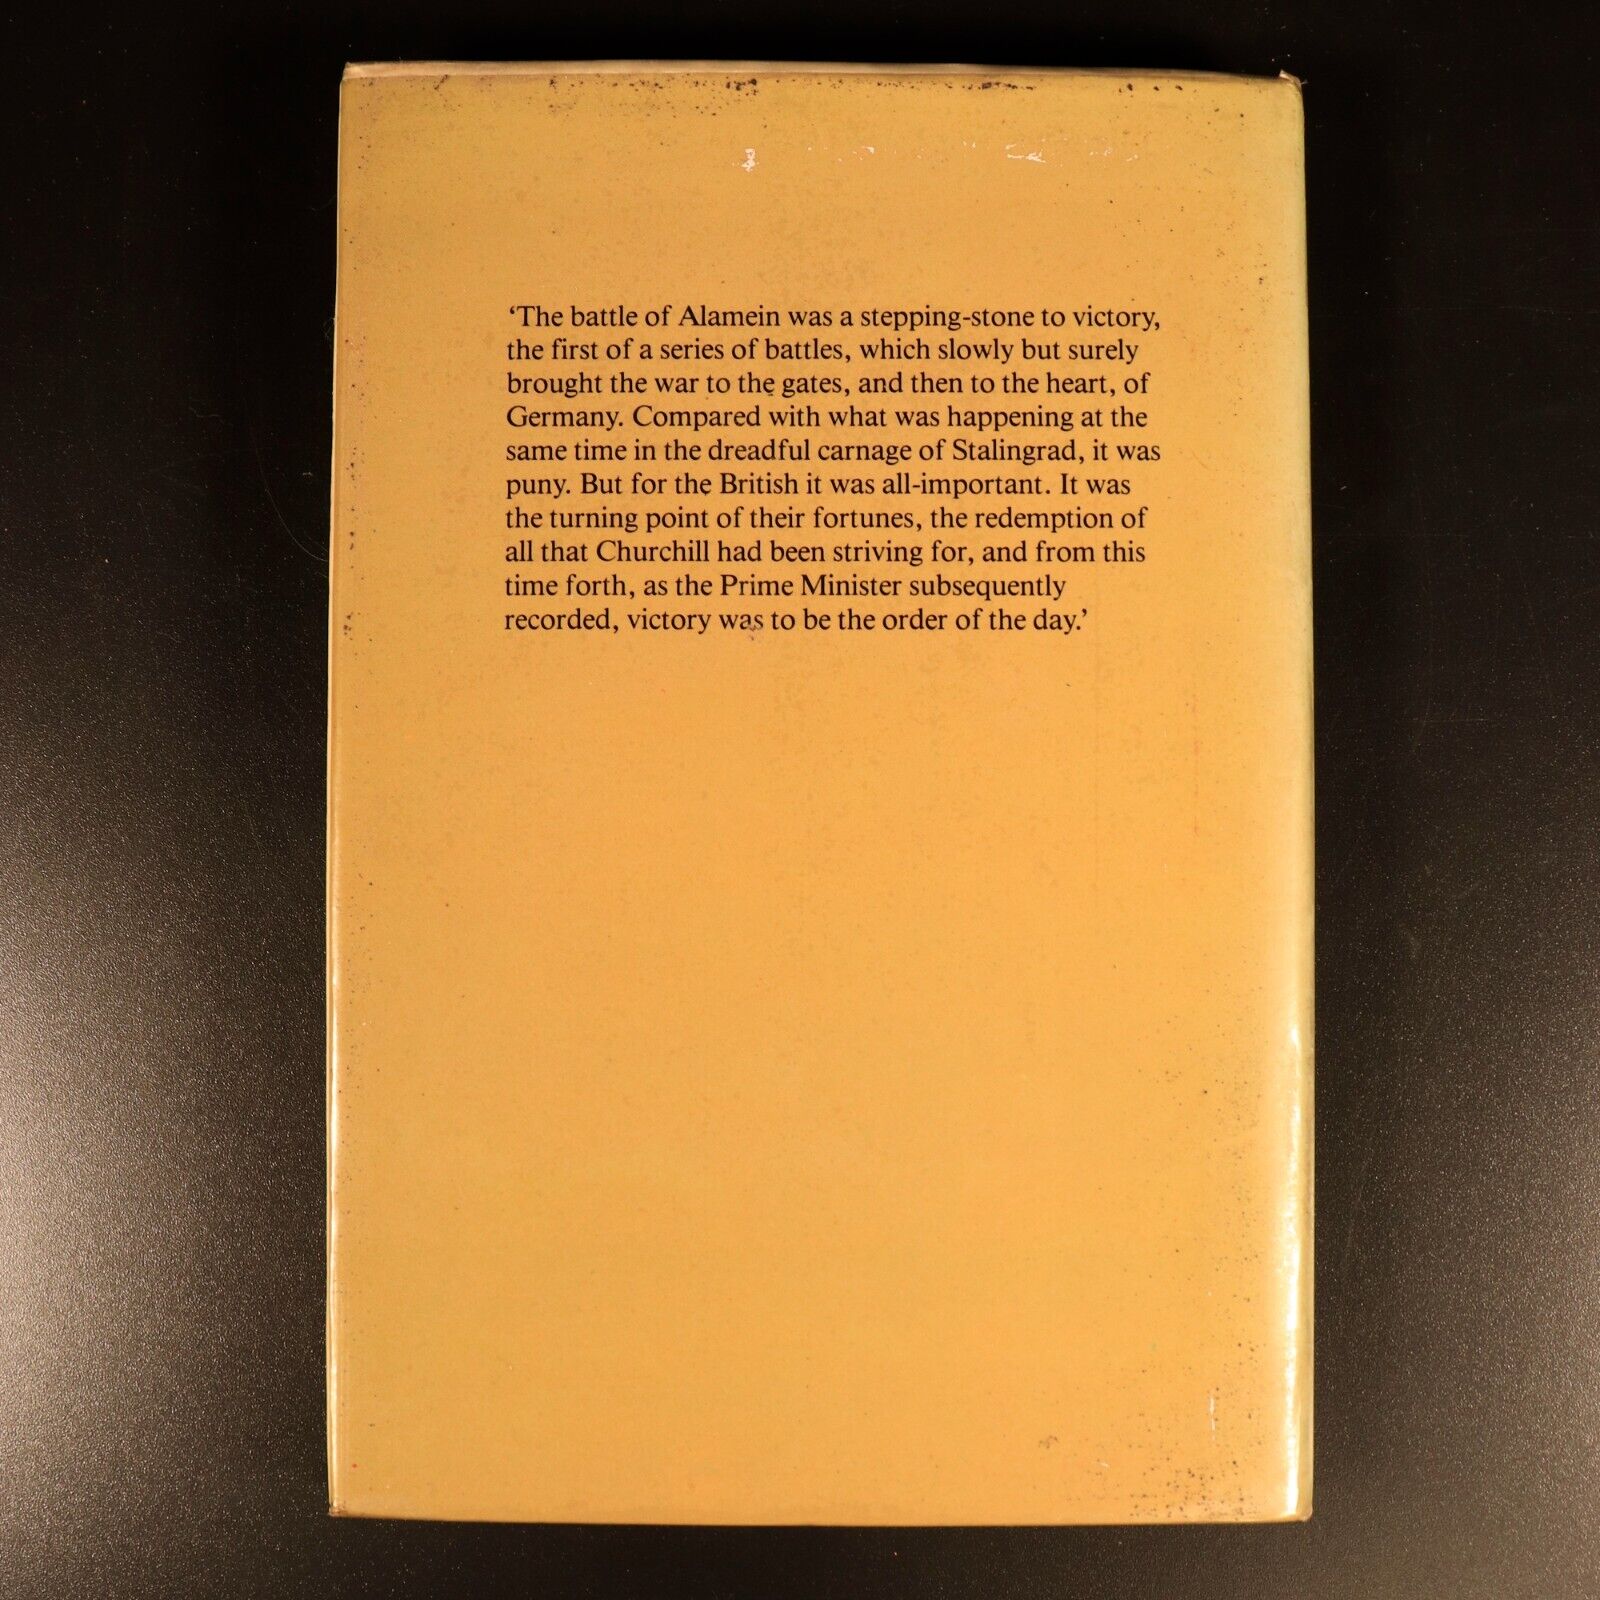 ‘The battle of Alamein was a stepping-stone to victory,
the first of a series of battles, which slowly but surely
brought the war to the gates, and then to the heart, of
Germany. Compared with what was happening at the
same time in the dreadful carnage of Stalingrad, it was
puny. But for the British it was all-important. It was
the turning point of their fortunes, the redemption of
all that Churchill had been striving for, and from this
time forth, as the Prime Minister subsequently
recorded, victory was to be the order of the day.’